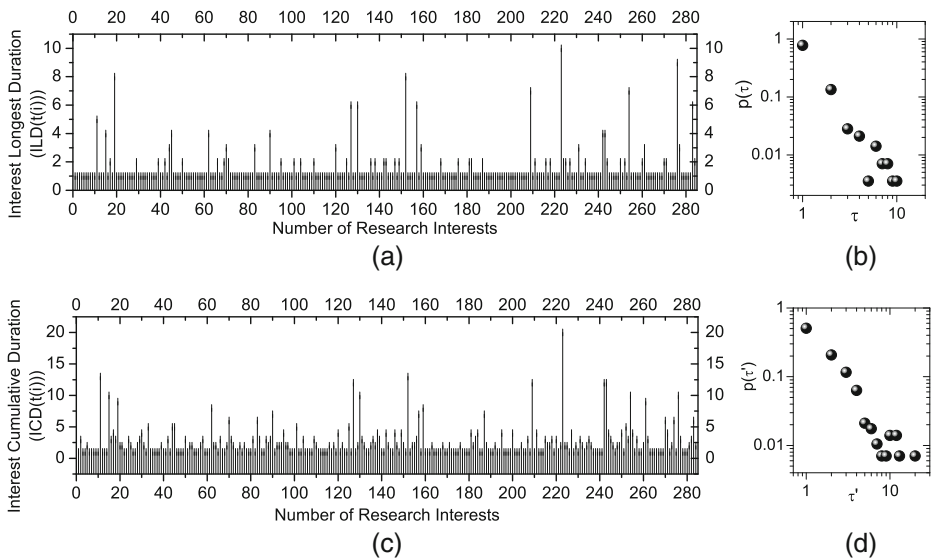 0 20 40 60 80 100 120 140 160 180 200 220 240 260 280
Interest Longest Duration
(ILD(t(i)))
10 10
8 8
6 6
4 4
2 2
0 0
0 20 40 60 80 100 120 140 160 180 200 220 240 260 280
Number of Research Interests
(a)
p(τ)
1
0.1
0.01
1 10
τ
(b)
0 20 40 60 80 100 120 140 160 180 200 220 240 260 280
Interest Cumulative Duration
(ICD(t(i)))
20 20
15 15
10 10
5 5
0 0
0 20 40 60 80 100 120 140 160 180 200 220 240 260 280
Number of Research Interests
(c)
p(τ')
1
0.1
0.01
1 10
τ'
(d)